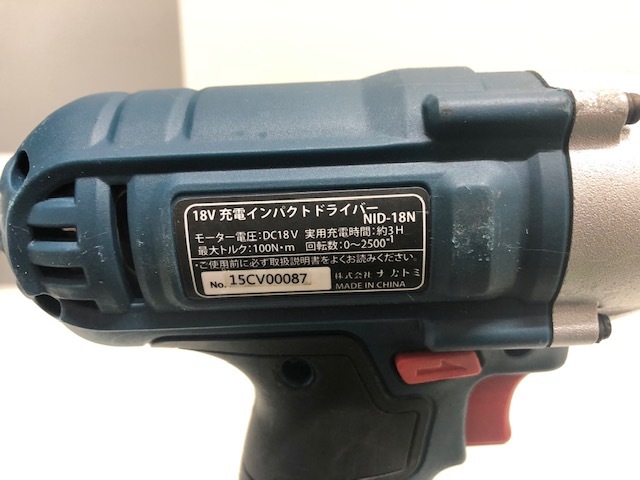 18V 充電インパクトドライバー NID-18N
モーター電圧:DC18V 実用充電時間:約3H
最大トルク:100N・m 回転数:0〜2500⁻¹
・ご使用前に必ず取扱説明書をよくお読みください。
No. 15CV00087 株式会社 ナカトミ
MADE IN CHINA